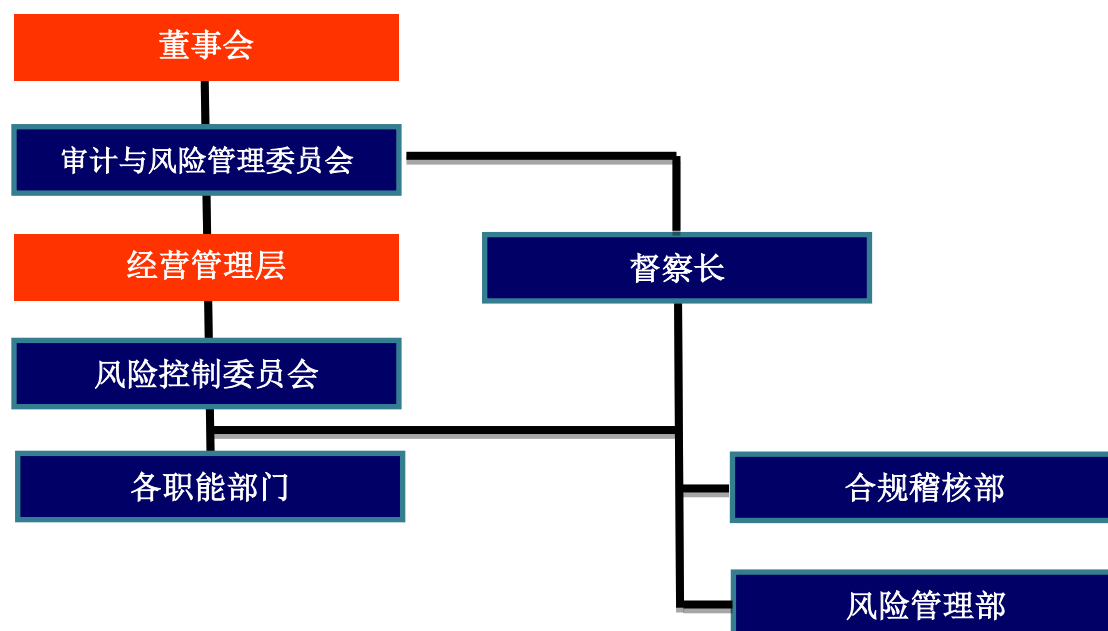 董事会
审计与风险管理委员会
经营管理层
督察长
风险控制委员会
各职能部门
合规稽核部
风险管理部